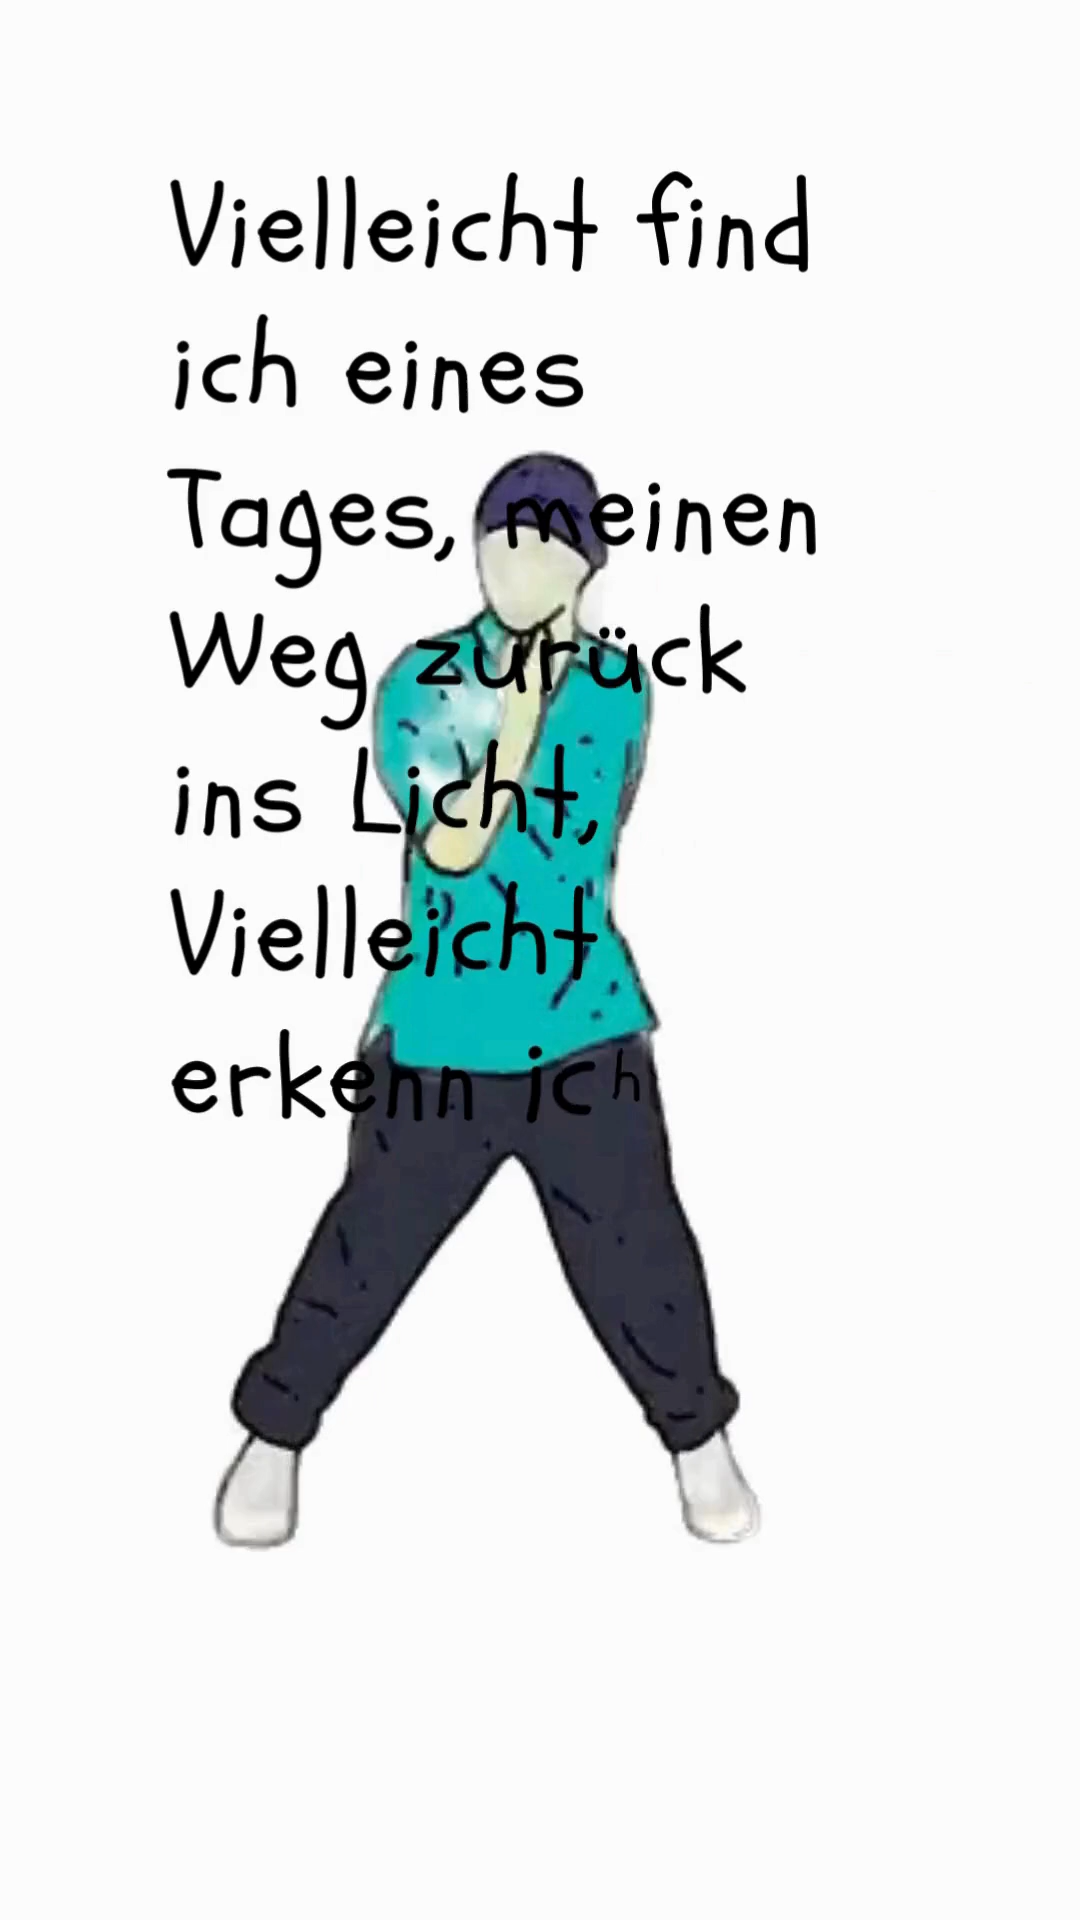 Vielleicht find
ich eines
Tages, meinen
Weg zurück
ins Licht,
Vielleicht
erkenn ich